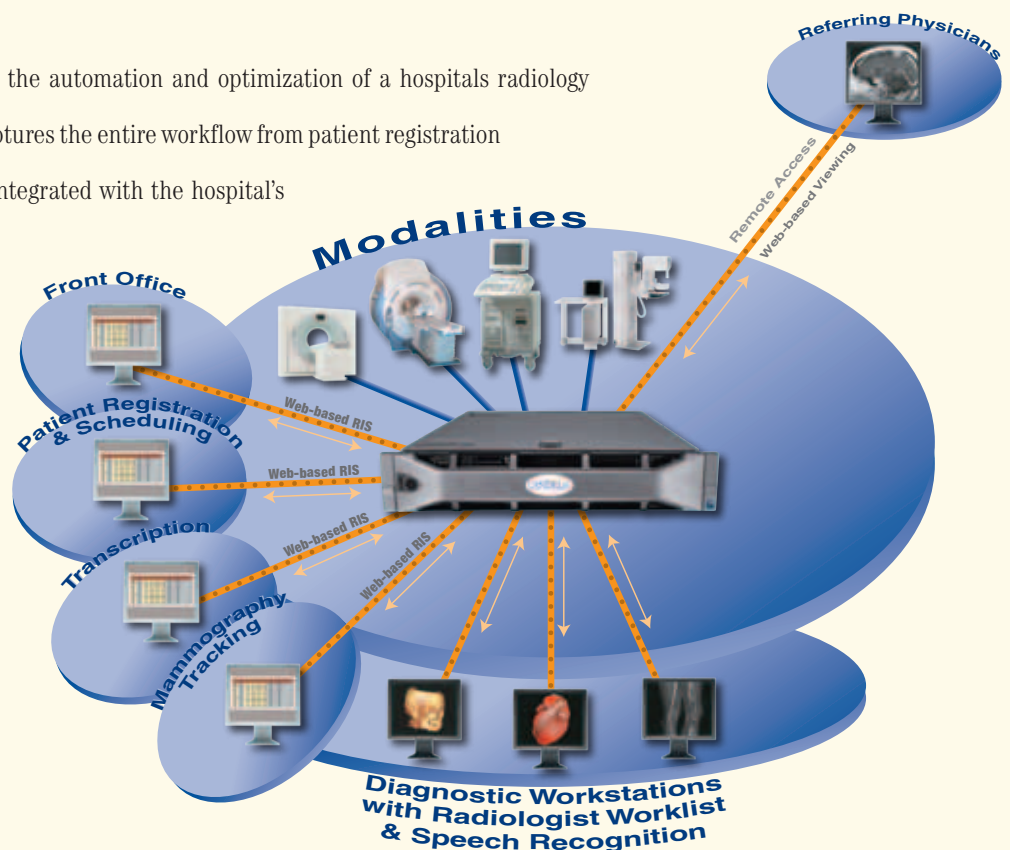 the automation and optimization of a hospitals radiology
tures the entire workflow from patient registration
ntegrated with the hospital's
Referring Physicians
Remote Access
Web-based Viewing
Modalities
Front Office
Web-based RIS
Patient Registration
& Scheduling
Web-based RIS
Transcription
Web-based RIS
Mammography
Tracking
Web-based RIS
Diagnostic Workstations
with Radiologist Worklist
& Speech Recognition